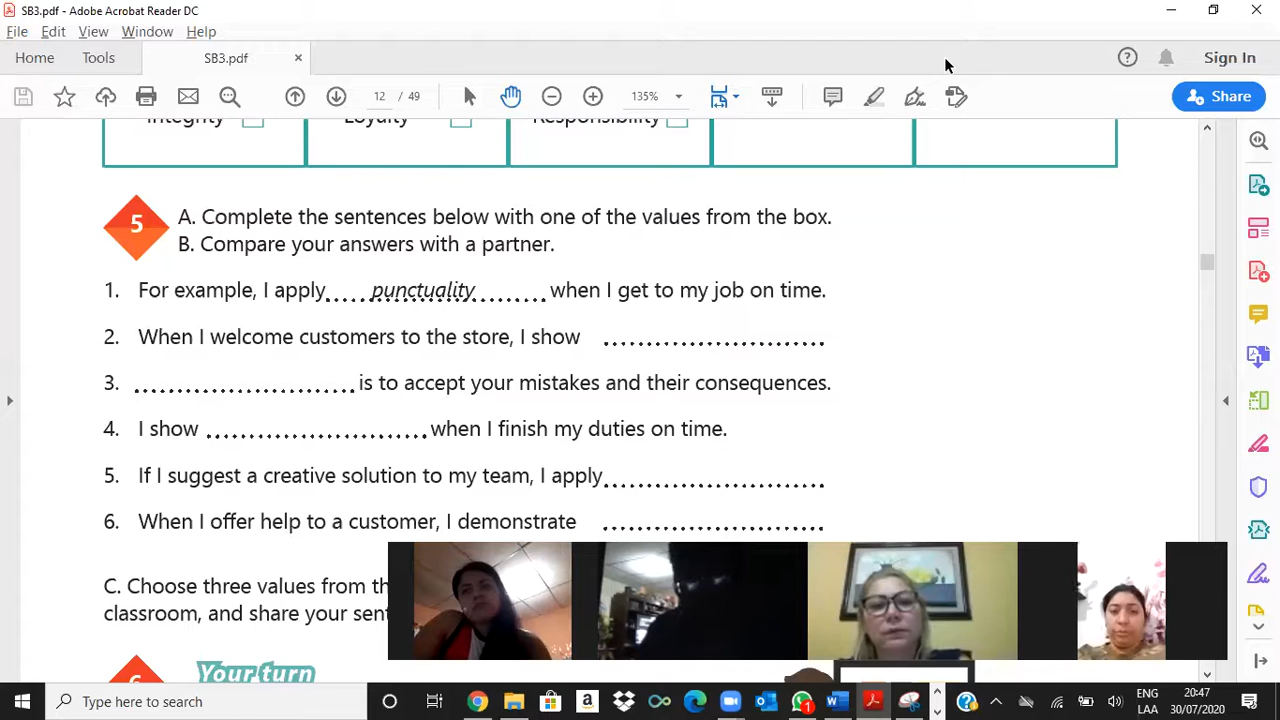 SB3.pdf - Adobe Acrobat Reader DC
File Edit View Window Help
Home Tools SB3.pdf × Sign In
12 / 49 135% Share
Integrity Loyalty Responsibility
5 A. Complete the sentences below with one of the values from the box.
B. Compare your answers with a partner.
1. For example, I apply punctuality when I get to my job on time.
2. When I welcome customers to the store, I show
3. is to accept your mistakes and their consequences.
4. I show when I finish my duties on time.
5. If I suggest a creative solution to my team, I apply
6. When I offer help to a customer, I demonstrate
C. Choose three values from th
classroom, and share your sent
6 Your turn
Type here to search
1
ENG 20:47
LAA 30/07/2020